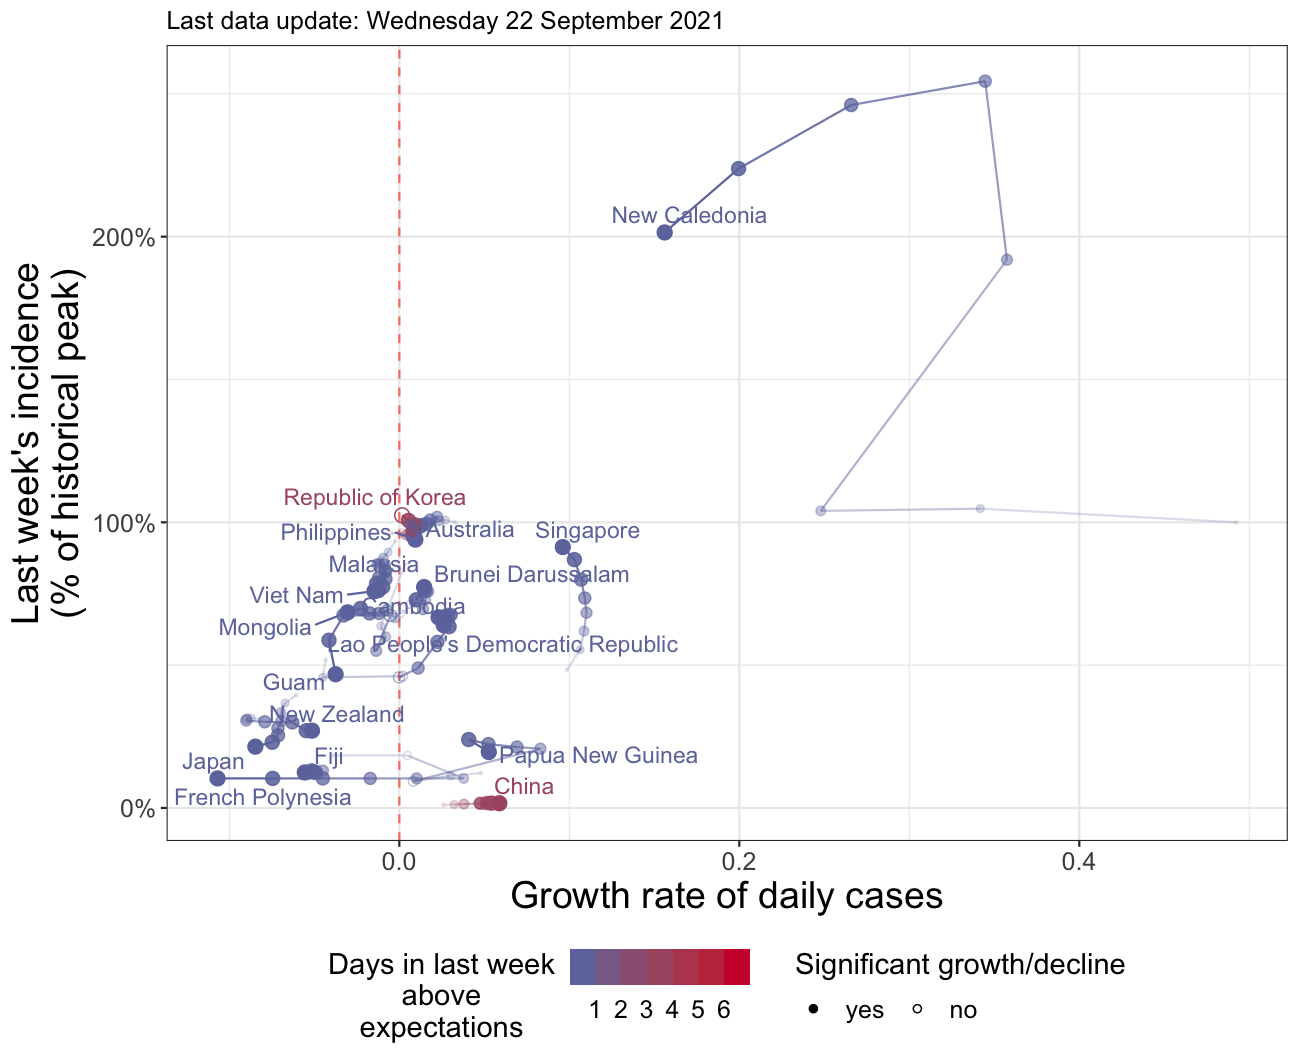 Last data update: Wednesday 22 September 2021
Last week's incidence
(% of historical peak)
200%
100%
0%
New Caledonia
Republic of Korea
Philippines
Australia
Singapore
Malaysia
Brunei Darussalam
Viet Nam
Cambodia
Mongolia
Lao People's Democratic Republic
Guam
New Zealand
Japan
Fiji
Papua New Guinea
French Polynesia
China
0.0 0.2 0.4
Growth rate of daily cases
Days in last week
above
expectations
1 2 3 4 5 6
Significant growth/decline
yes no